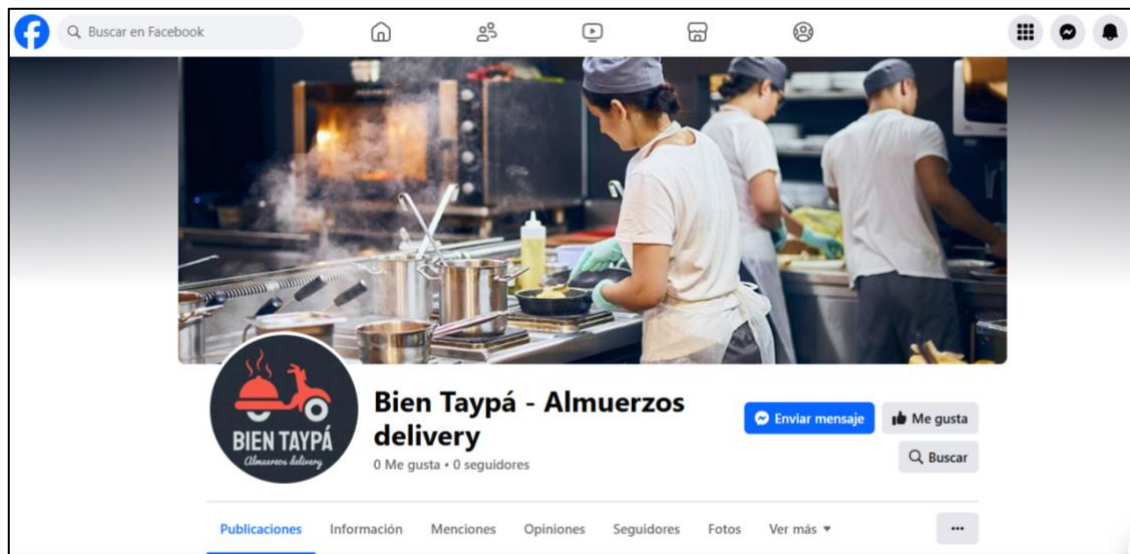 Buscar en Facebook
BIEN TAYPÁ
Almuerzos delivery
Bien Taypá - Almuerzos
delivery
0 Me gusta • 0 seguidores
Enviar mensaje
Me gusta
Buscar
Publicaciones
Información
Menciones
Opiniones
Seguidores
Fotos
Ver más